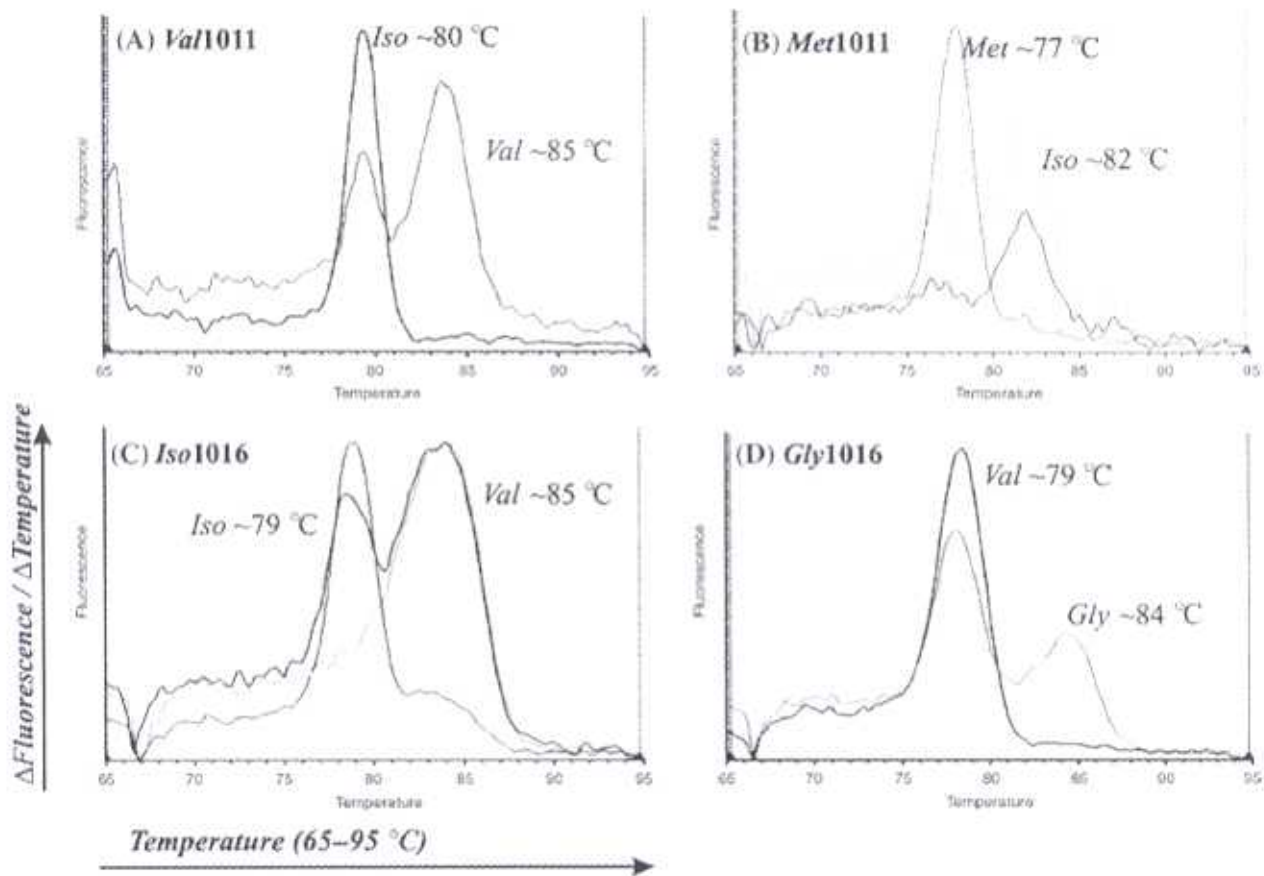 (A) Val1011
Iso ~80 °C
Val ~85 °C
Fluorescence
65 70 75 80 85 90 95
Temperature
(B) Met1011
Met ~77 °C
Iso ~82 °C
Fluorescence
65 70 75 80 85 90 95
Temperature
(C) Iso1016
Iso ~79 °C
Val ~85 °C
Fluorescence
65 70 75 80 85 90 95
Temperature
(D) Gly1016
Val ~79 °C
Gly ~84 °C
Fluorescence
65 70 75 80 85 90 95
Temperature
ΔFluorescence / ΔTemperature
Temperature (65–95 °C)